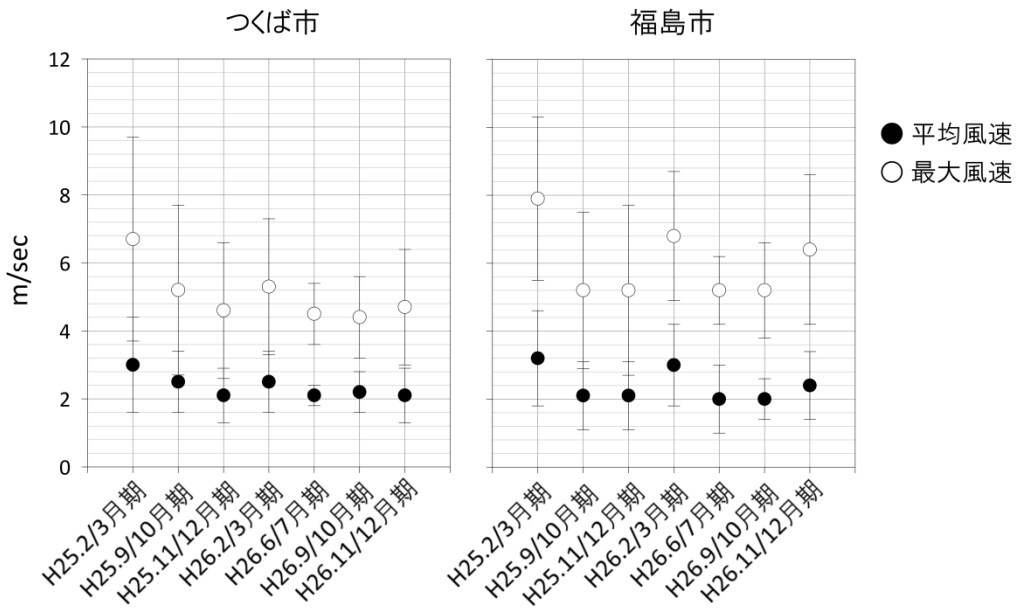 つくば市
福島市
12
10
8
6
4
2
0
m/sec
平均風速
最大風速
H25.2/3月期
H25.9/10月期
H25.11/12月期
H26.2/3月期
H26.6/7月期
H26.9/10月期
H26.11/12月期
H25.2/3月期
H25.9/10月期
H25.11/12月期
H26.2/3月期
H26.6/7月期
H26.9/10月期
H26.11/12月期